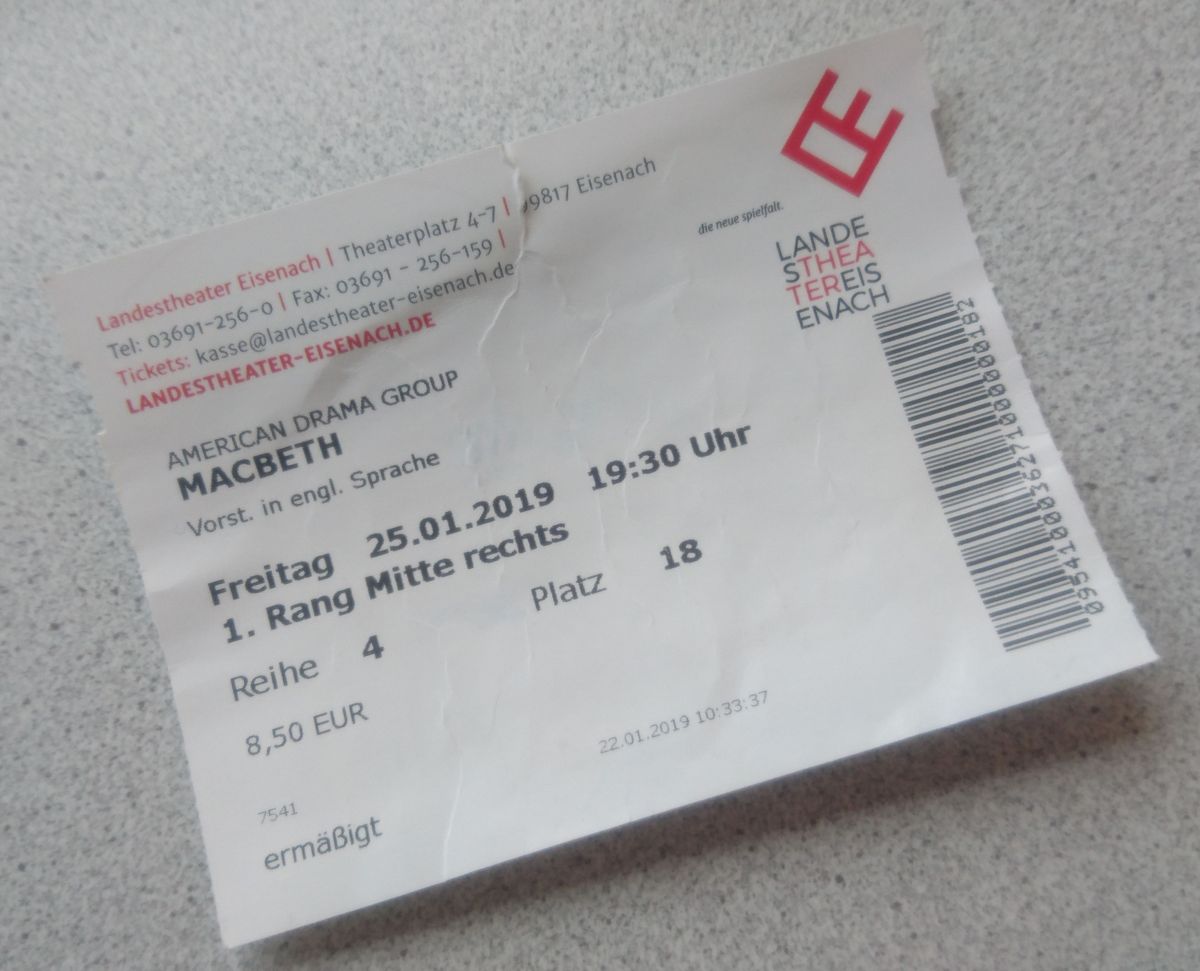 Landestheater Eisenach | Theaterplatz 4-7 | 99817 Eisenach
Tel: 03691-256-0 | Fax: 03691 - 256-159 |
Tickets: kasse@landestheater-eisenach.de
LANDESTHEATER-EISENACH.DE
die neue spielfalt.
LANDE
STHEA
TEREIS
ENACH
AMERICAN DRAMA GROUP
MACBETH
Vorst. in engl. Sprache
Freitag 25.01.2019 19:30 Uhr
1. Rang Mitte rechts
Reihe 4 Platz 18
8,50 EUR
22.01.2019 10:33:37
7541
ermäßigt